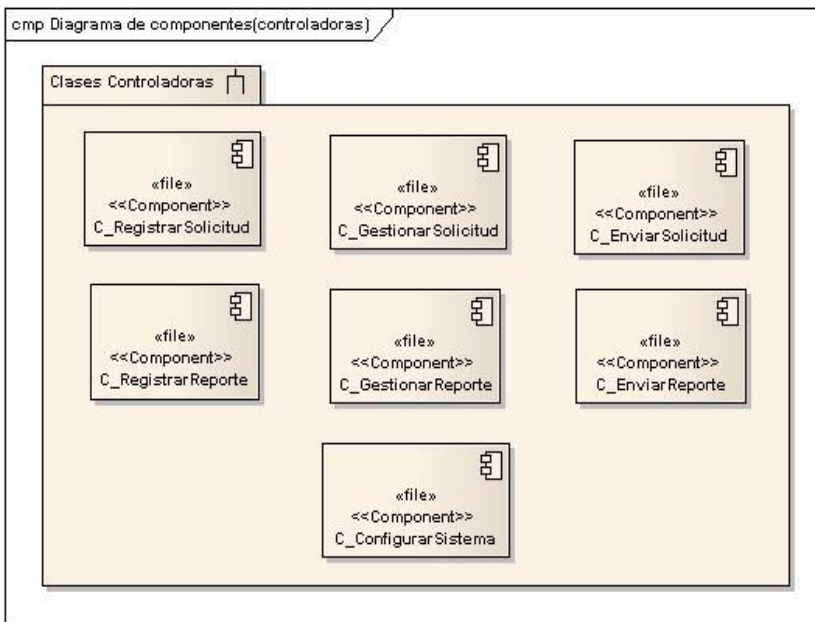 cmp Diagrama de componentes(controladoras)
Clases Controladoras
«file»
<<Component>>
C_RegistrarSolicitud
«file»
<<Component>>
C_GestionarSolicitud
«file»
<<Component>>
C_EnviarSolicitud
«file»
<<Component>>
C_RegistrarReporte
«file»
<<Component>>
C_GestionarReporte
«file»
<<Component>>
C_EnviarReporte
«file»
<<Component>>
C_ConfigurarSistema